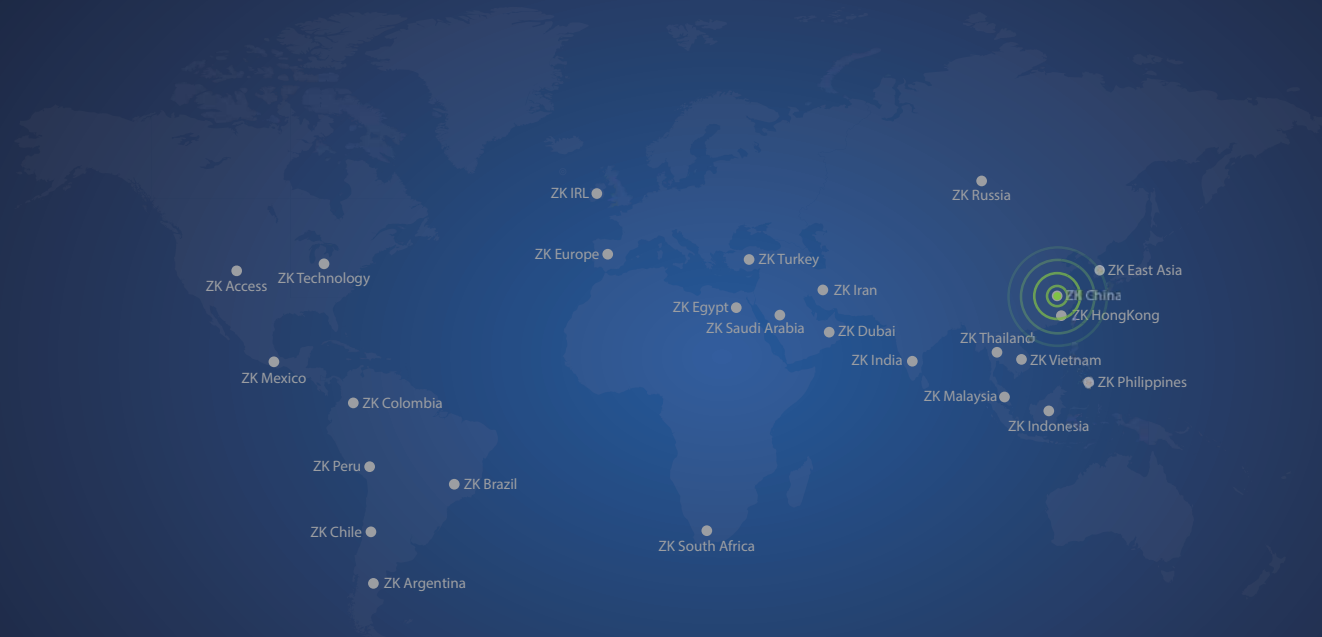 ZK IRL
ZK Russia
ZK Europe
ZK Turkey
ZK East Asia
ZK Access
ZK Technology
ZK Iran
ZK China
ZK Egypt
ZK Saudi Arabia
ZK HongKong
ZK Dubai
ZK Thailand
ZK India
ZK Vietnam
ZK Mexico
ZK Philippines
ZK Malaysia
ZK Colombia
ZK Indonesia
ZK Peru
ZK Brazil
ZK Chile
ZK South Africa
ZK Argentina